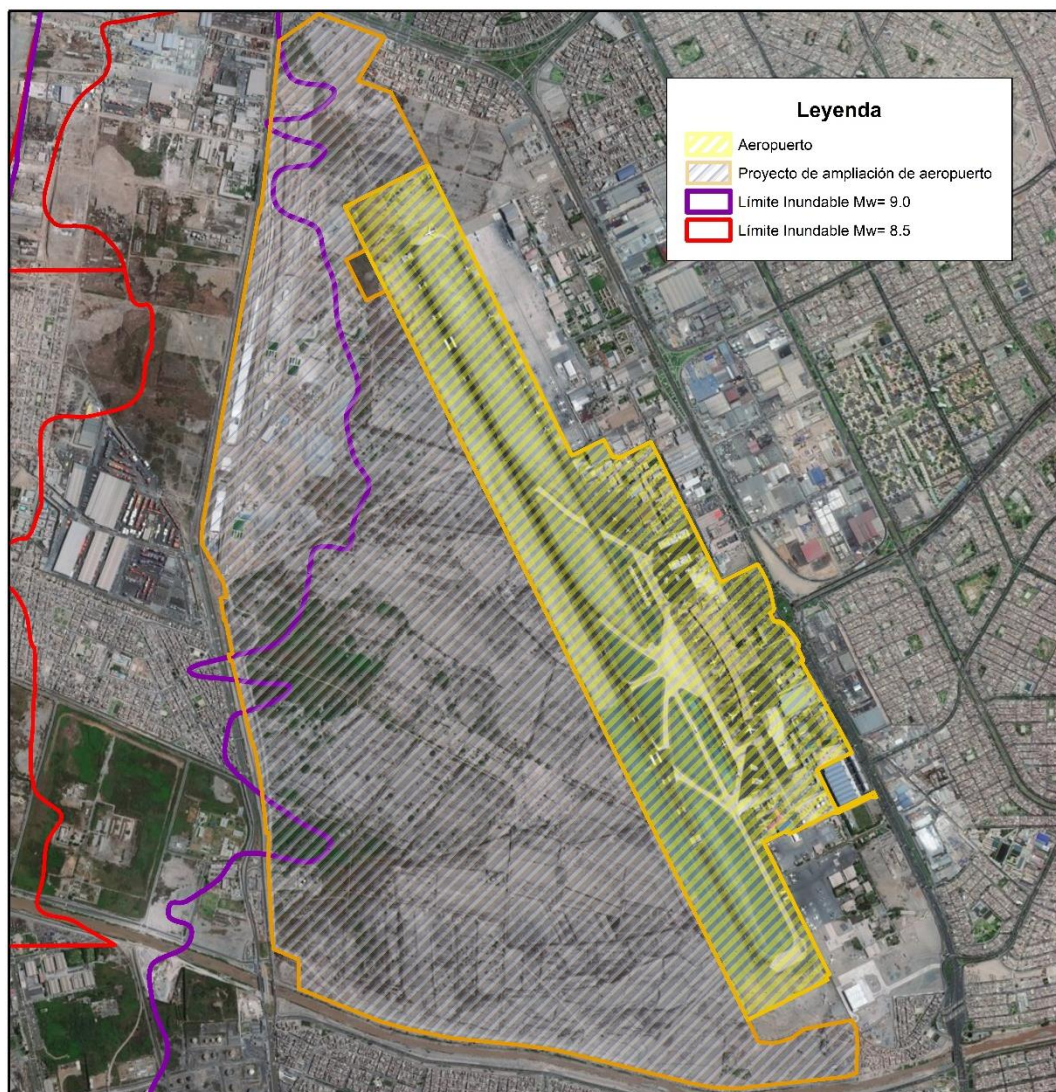 Leyenda
Aeropuerto
Proyecto de ampliación de aeropuerto
Límite Inundable Mw= 9.0
Límite Inundable Mw= 8.5